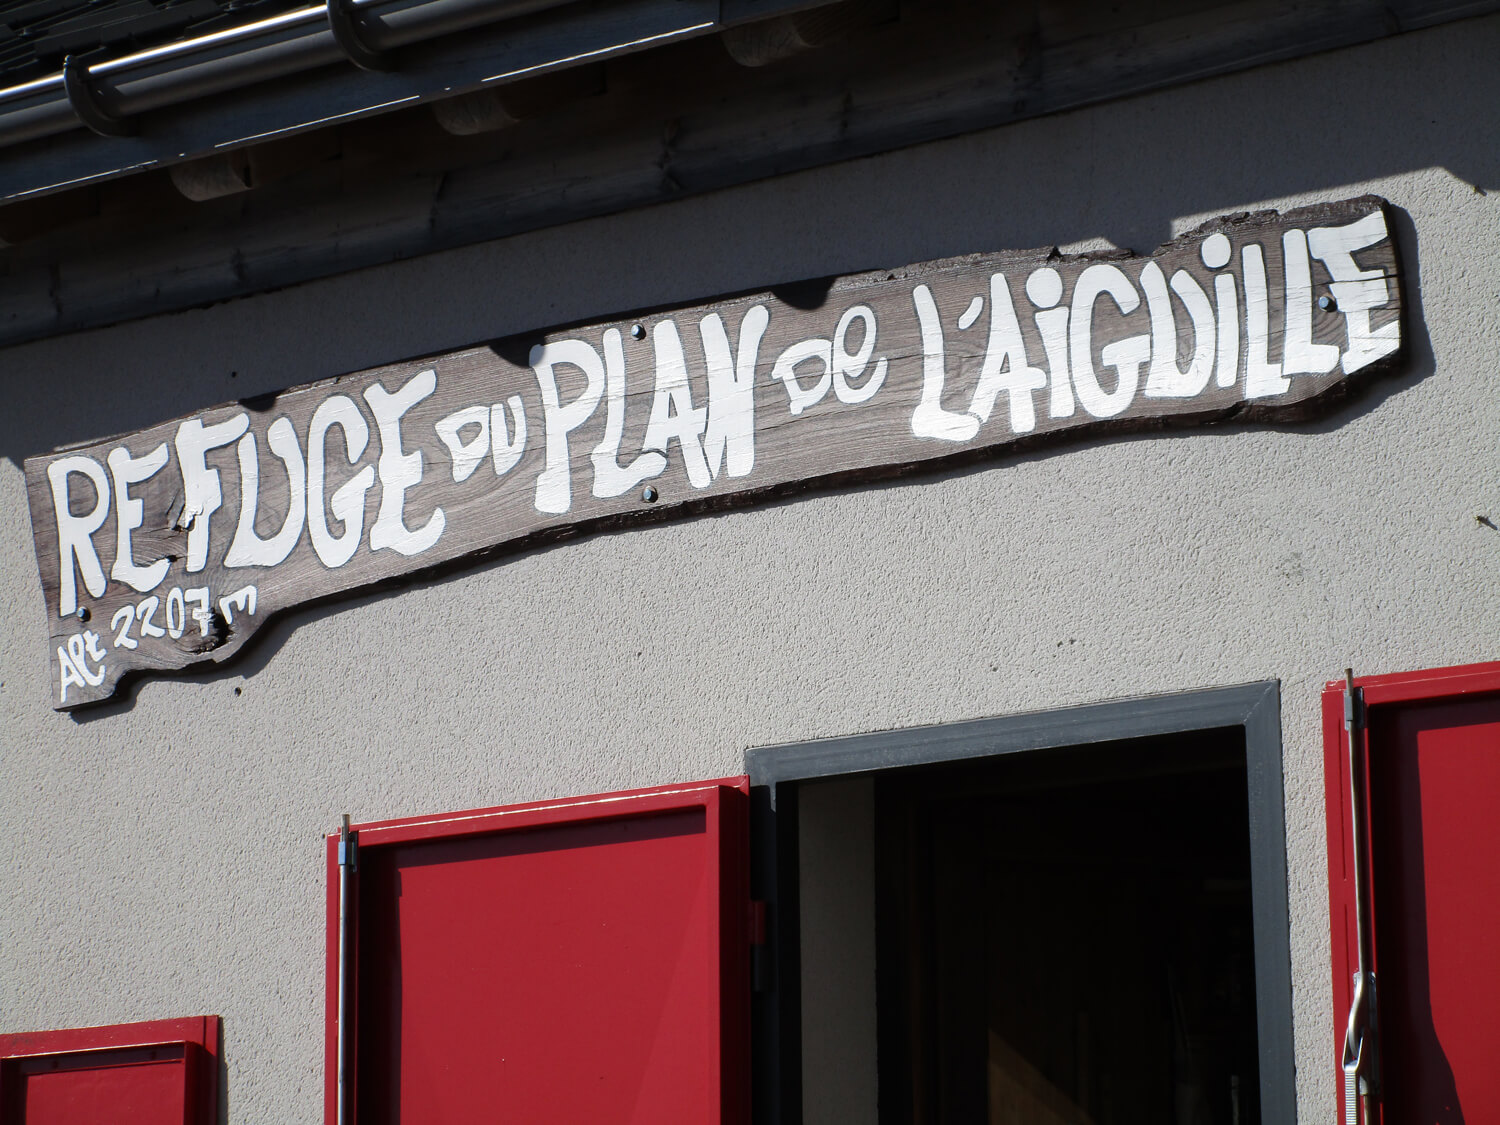 REFUGE DU PLAN De L'AiGUiLLE
Alt 2207 m